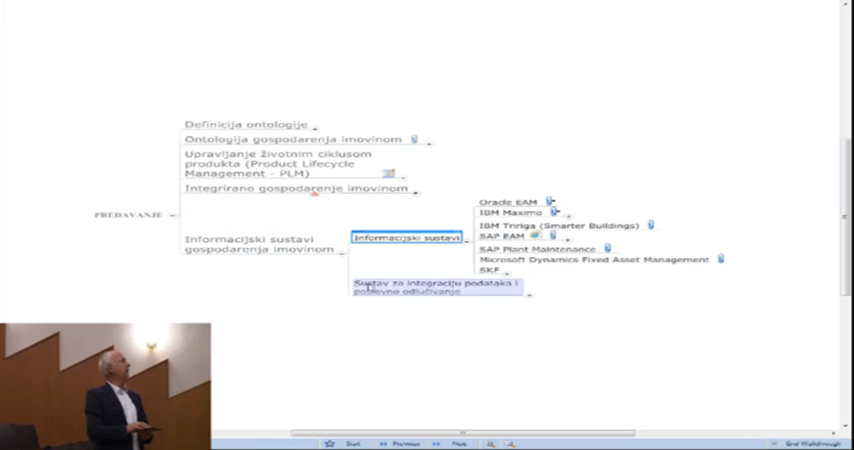 Definicija ontologije
Ontologija gospodarenja imovinom
Upravljanje životnim ciklusom
produkta (Product Lifecycle
Management - PLM)
Integrirano gospodarenje imovinom
PREDAVANJE
Informacijski sustavi
gospodarenja imovinom
Informacijski sustavi
Oracle EAM
IBM Maximo
IBM Tririga (Smarter Buildings)
SAP EAM
SAP Plant Maintenance
Microsoft Dynamics Fixed Asset Management
SKF
Sustav za integraciju podataka i
poslovno odlučivanje
Start
Previous
Next
End Walkthrough